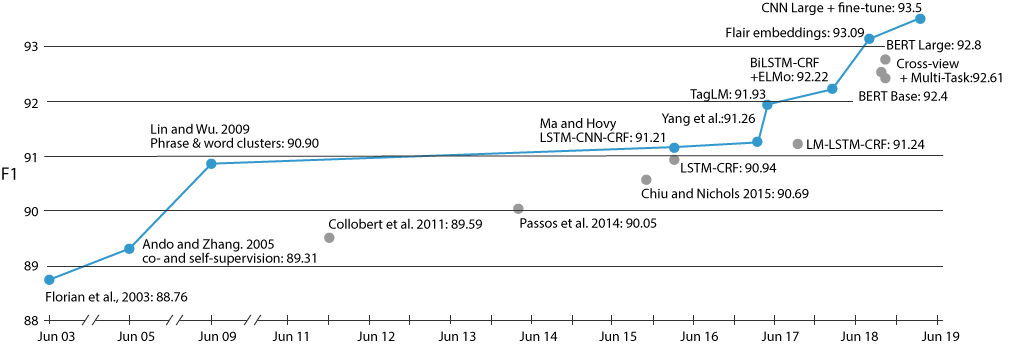 CNN Large + fine-tune: 93.5
Flair embeddings: 93.09
93
BERT Large: 92.8
BiLSTM-CRF
+ELMo: 92.22
Cross-view
+ Multi-Task:92.61
TagLM: 91.93
BERT Base: 92.4
92
Lin and Wu. 2009
Phrase & word clusters: 90.90
Ma and Hovy
LSTM-CNN-CRF: 91.21
Yang et al.:91.26
LM-LSTM-CRF: 91.24
91
F1
LSTM-CRF: 90.94
Chiu and Nichols 2015: 90.69
90
Collobert et al. 2011: 89.59
Passos et al. 2014: 90.05
Ando and Zhang. 2005
co- and self-supervision: 89.31
89
Florian et al., 2003: 88.76
88
Jun 03 Jun 05 Jun 09 Jun 11 Jun 12 Jun 13 Jun 14 Jun 15 Jun 16 Jun 17 Jun 18 Jun 19